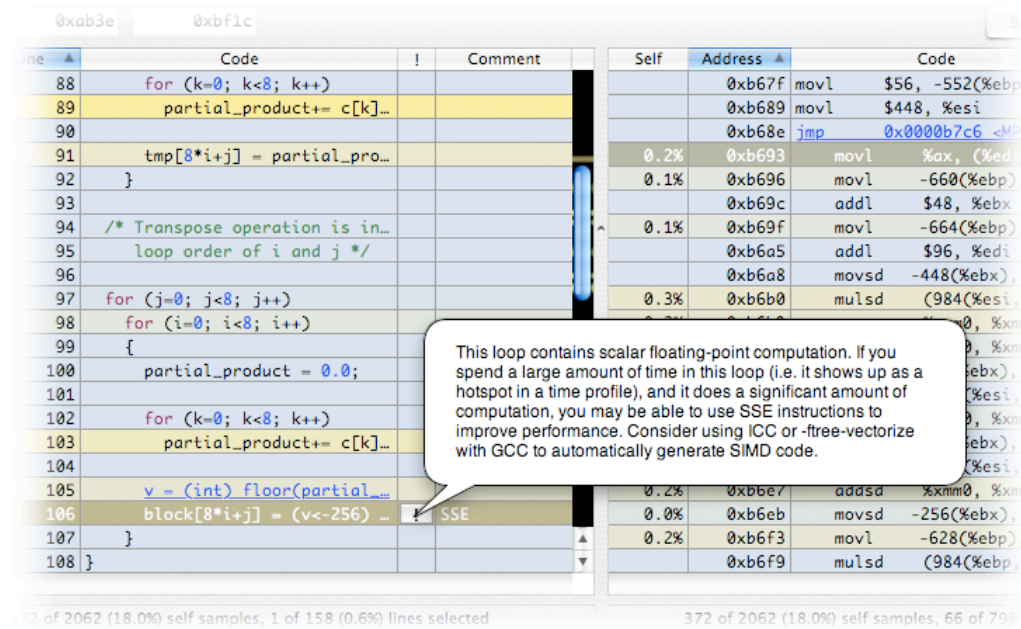 0xab3e 0xbf1c
Line Code ! Comment
88 for (k=0; k<8; k++)
89 partial_product+= c[k]…
90
91 tmp[8*i+j] = partial_pro…
92 }
93
94 /* Transpose operation is in…
95 loop order of i and j */
96
97 for (j=0; j<8; j++)
98 for (i=0; i<8; i++)
99 {
100 partial_product = 0.0;
101
102 for (k=0; k<8; k++)
103 partial_product+= c[k]…
104
105 v = (int) floor(partial_…
106 block[8*i+j] = (v<-256) … ! SSE
107 }
108 }
Self Address Code
0xb67f movl $56, -552(%ebp
0xb689 movl $448, %esi
0xb68e jmp 0x0000b7c6 <MP
0.2% 0xb693 movl %ax, (%edi
0.1% 0xb696 movl -660(%ebp)
0xb69c addl $48, %ebx
0.1% 0xb69f movl -664(%ebp)
0xb6a5 addl $96, %edi
0xb6a8 movsd -448(%ebx),
0.3% 0xb6b0 mulsd (984(%esi,
This loop contains scalar floating-point computation. If you
spend a large amount of time in this loop (i.e. it shows up as a
hotspot in a time profile), and it does a significant amount of
computation, you may be able to use SSE instructions to
improve performance. Consider using ICC or -ftree-vectorize
with GCC to automatically generate SIMD code.
0.2% 0xb6e7 addsd %xmm0, %xm
0.0% 0xb6eb movsd -256(%ebx),
0.2% 0xb6f3 movl -628(%ebp)
0xb6f9 mulsd (984(%ebp,
372 of 2062 (18.0%) self samples, 1 of 158 (0.6%) lines selected
372 of 2062 (18.0%) self samples, 66 of 798